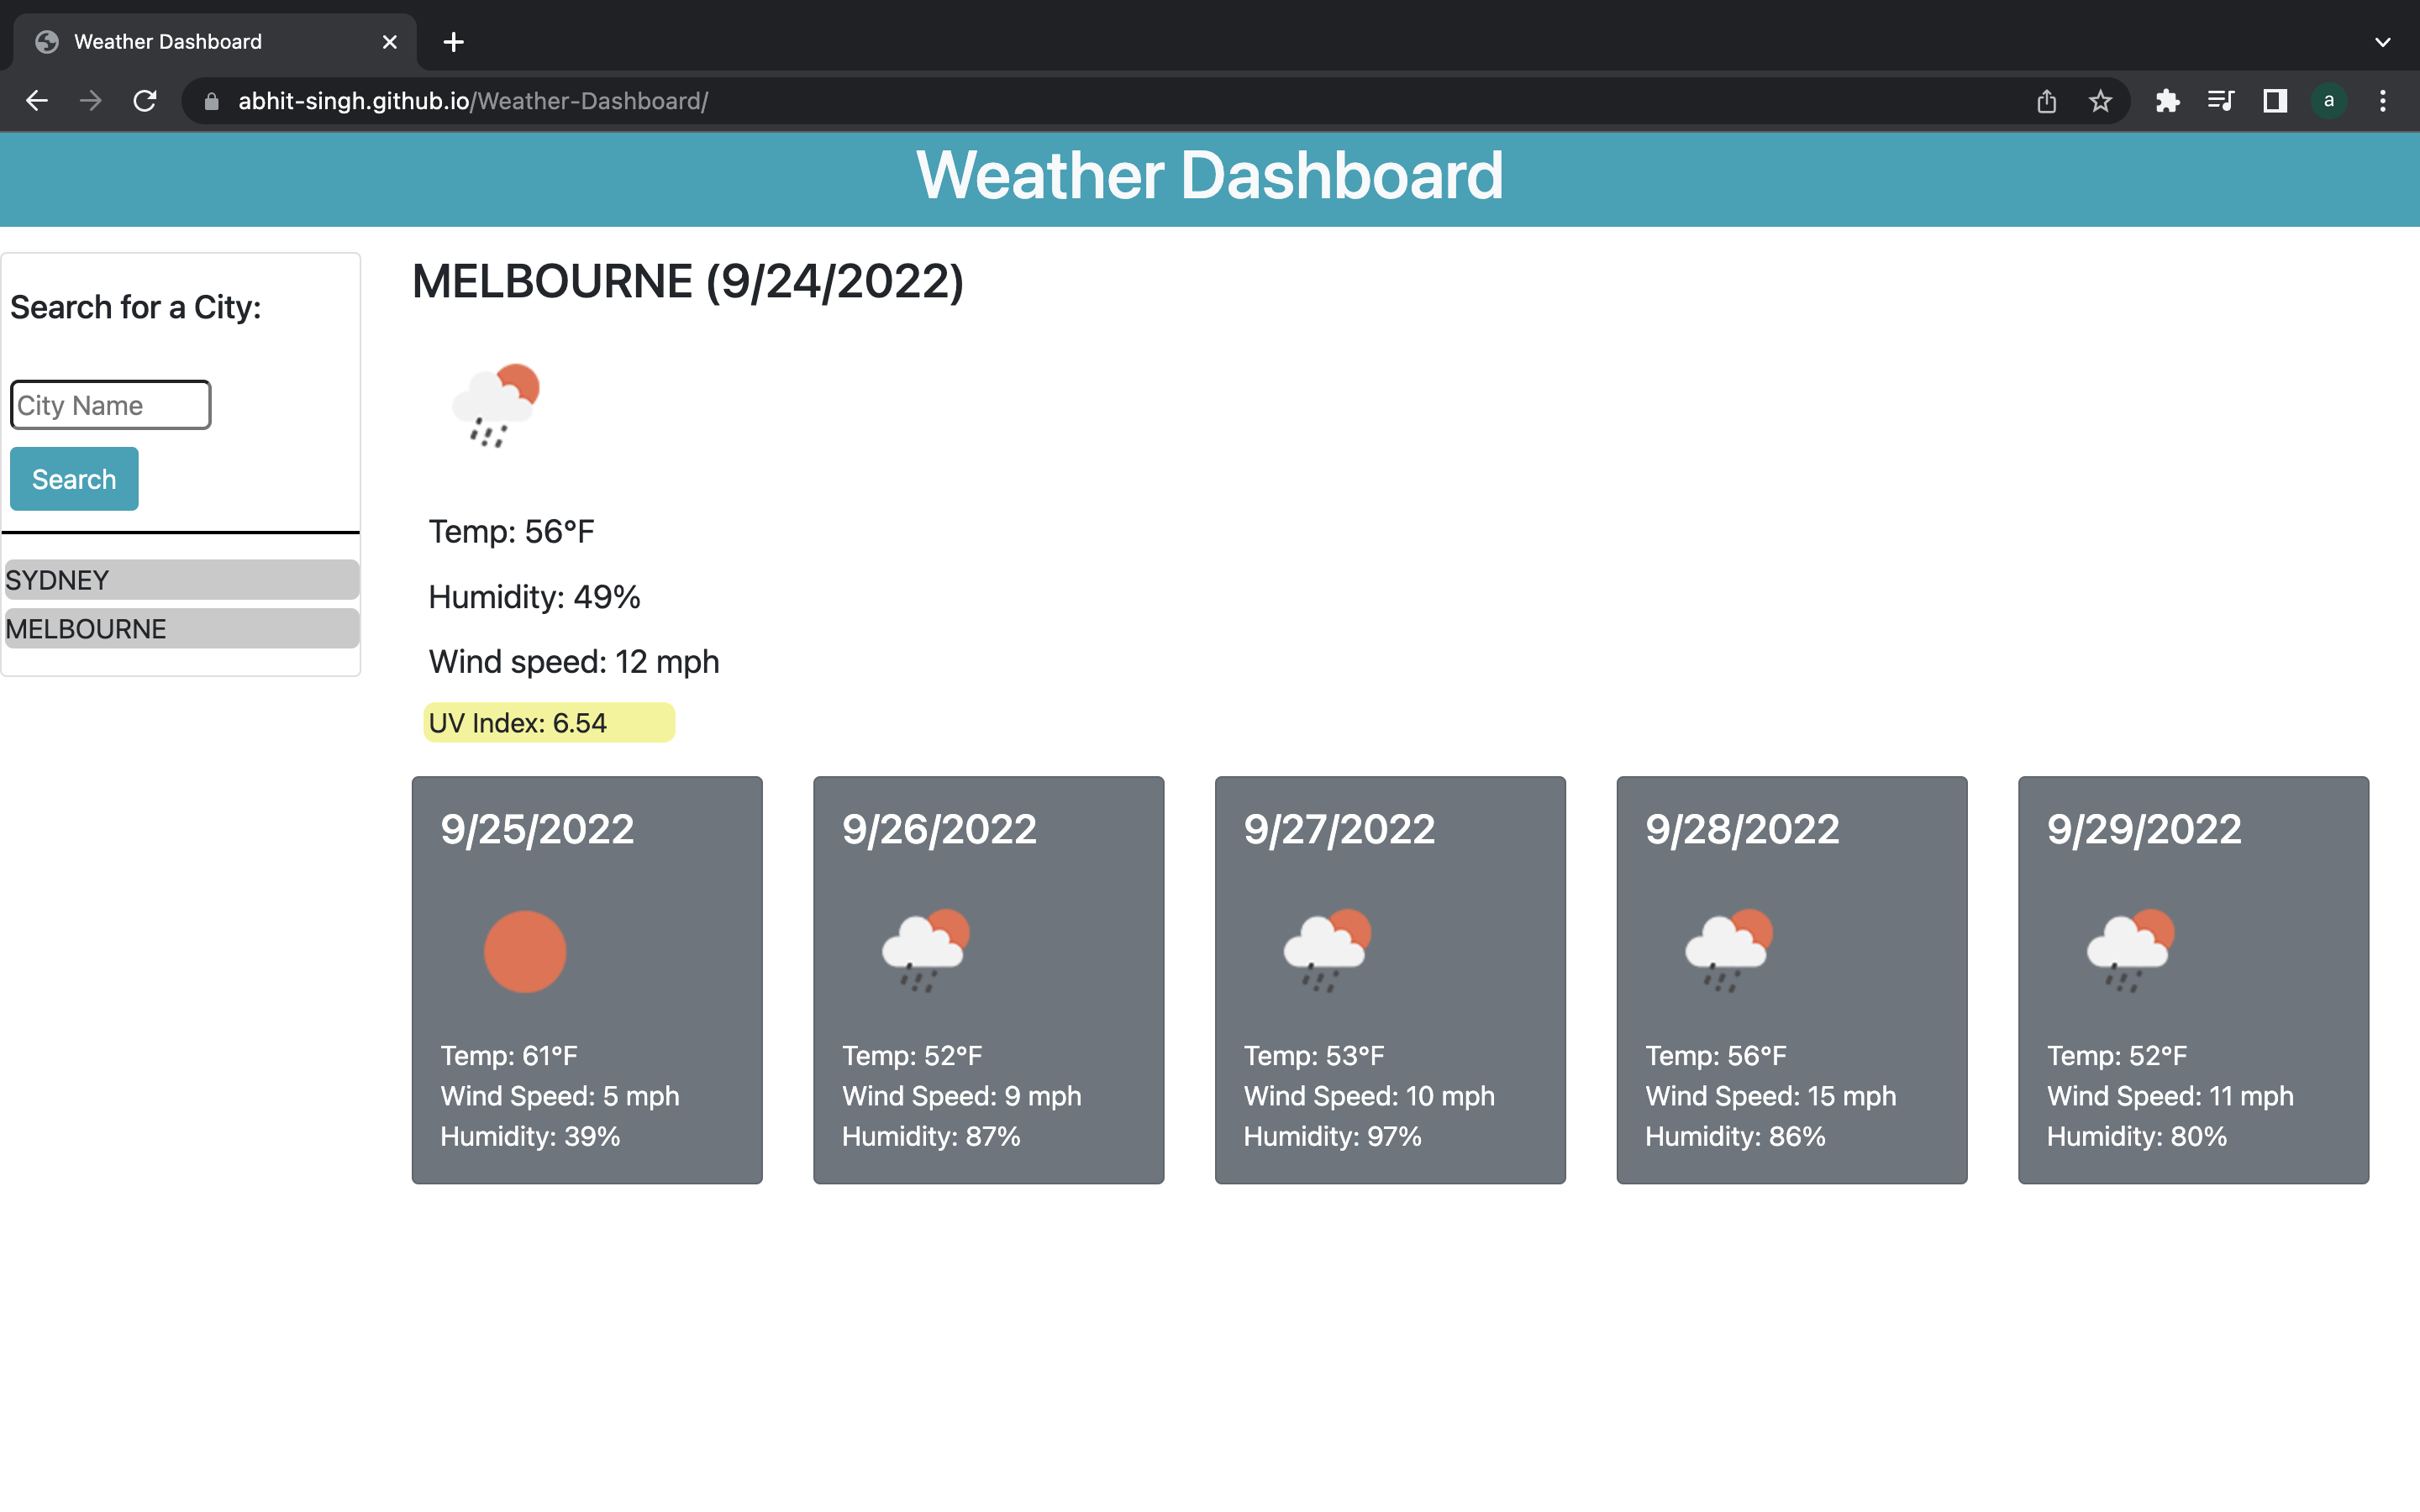 Weather Dashboard
abhit-singh.github.io/Weather-Dashboard/
a
Weather Dashboard
Search for a City:
City Name
Search
SYDNEY
MELBOURNE
MELBOURNE (9/24/2022)
Temp: 56°F
Humidity: 49%
Wind speed: 12 mph
UV Index: 6.54
9/25/2022
Temp: 61°F
Wind Speed: 5 mph
Humidity: 39%
9/26/2022
Temp: 52°F
Wind Speed: 9 mph
Humidity: 87%
9/27/2022
Temp: 53°F
Wind Speed: 10 mph
Humidity: 97%
9/28/2022
Temp: 56°F
Wind Speed: 15 mph
Humidity: 86%
9/29/2022
Temp: 52°F
Wind Speed: 11 mph
Humidity: 80%